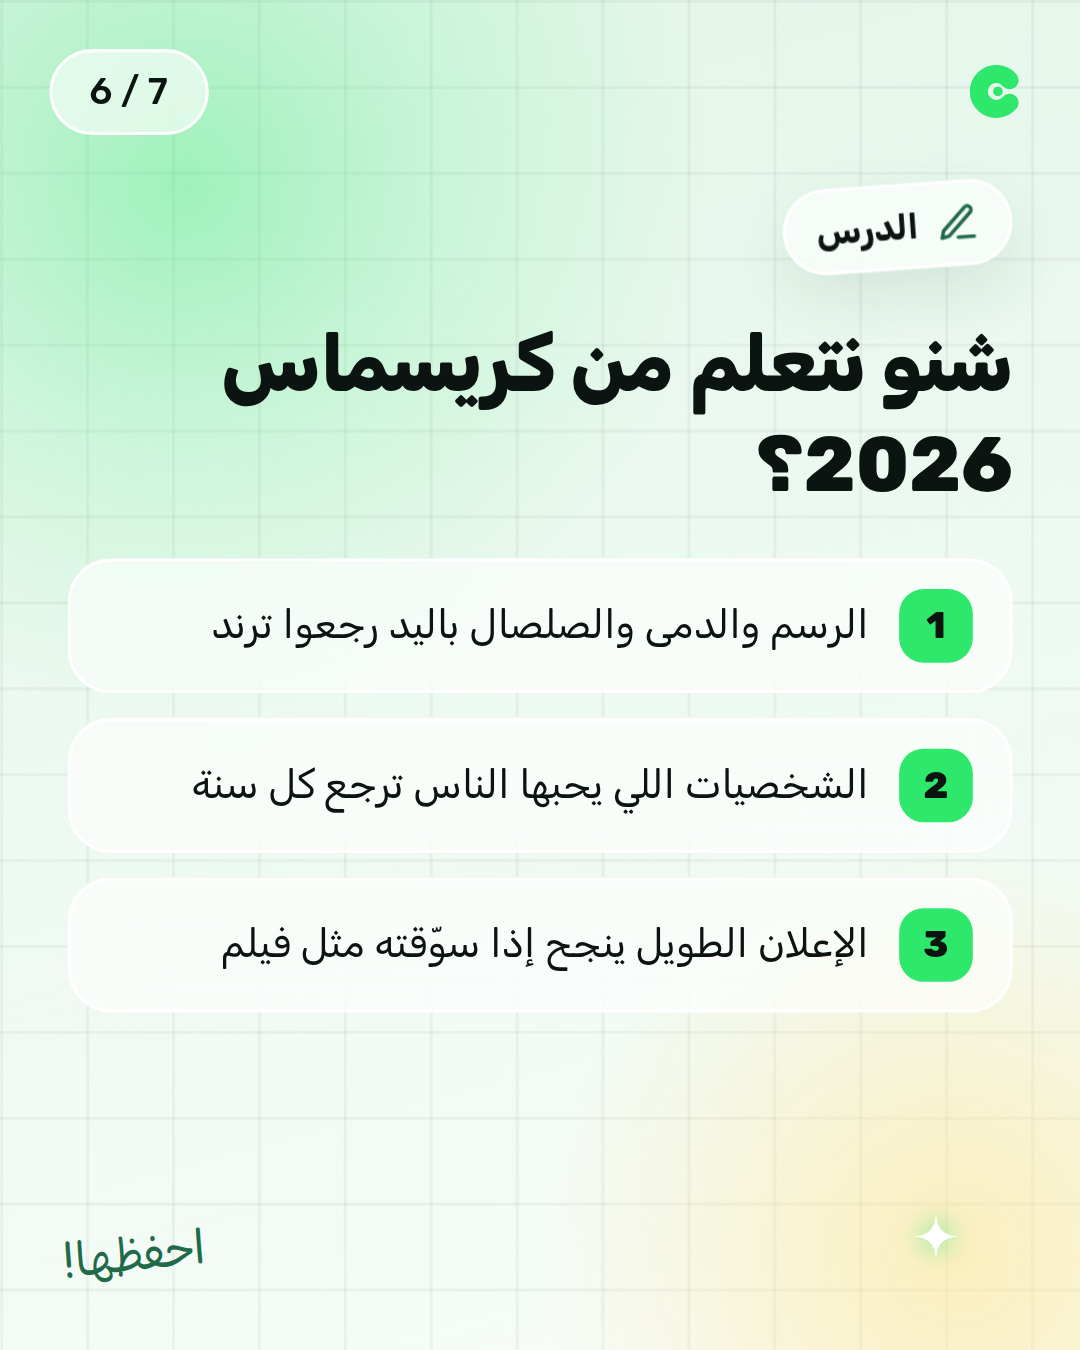 6 / 7
الدرس
شنو نتعلم من كريسماس
2026؟
1 الرسم والدمى والصلصال باليد رجعوا ترند
2 الشخصيات اللي يحبها الناس ترجع كل سنة
3 الإعلان الطويل ينجح إذا سوّقته مثل فيلم
احفظها!